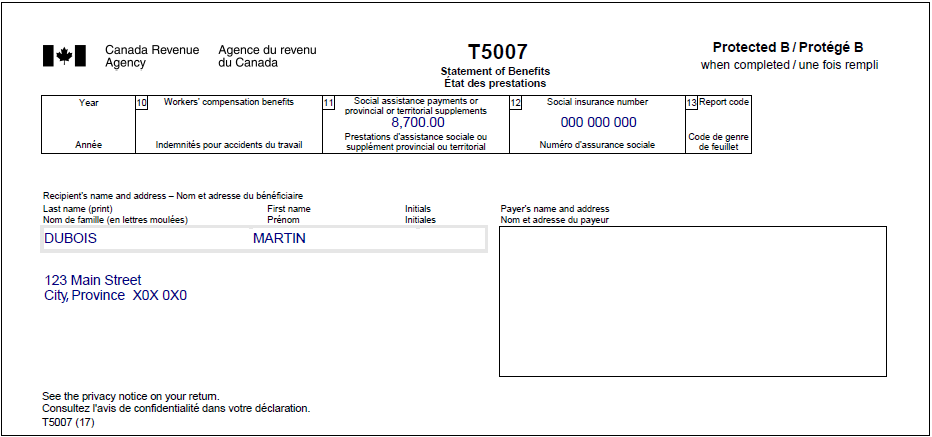 Canada Revenue Agency
Agence du revenu du Canada
T5007
Statement of Benefits
État des prestations
Protected B / Protégé B
when completed / une fois rempli
Year
Année
10 Workers' compensation benefits
Indemnités pour accidents du travail
11 Social assistance payments or
provincial or territorial supplements
8,700.00
Prestations d'assistance sociale ou
supplément provincial ou territorial
12 Social insurance number
000 000 000
Numéro d'assurance sociale
13 Report code
Code de genre
de feuillet
Recipient's name and address – Nom et adresse du bénéficiaire
Last name (print) First name Initials
Nom de famille (en lettres moulées) Prénom Initiales
DUBOIS MARTIN
123 Main Street
City, Province X0X 0X0
Payer's name and address
Nom et adresse du payeur
See the privacy notice on your return.
Consultez l'avis de confidentialité dans votre déclaration.
T5007 (17)